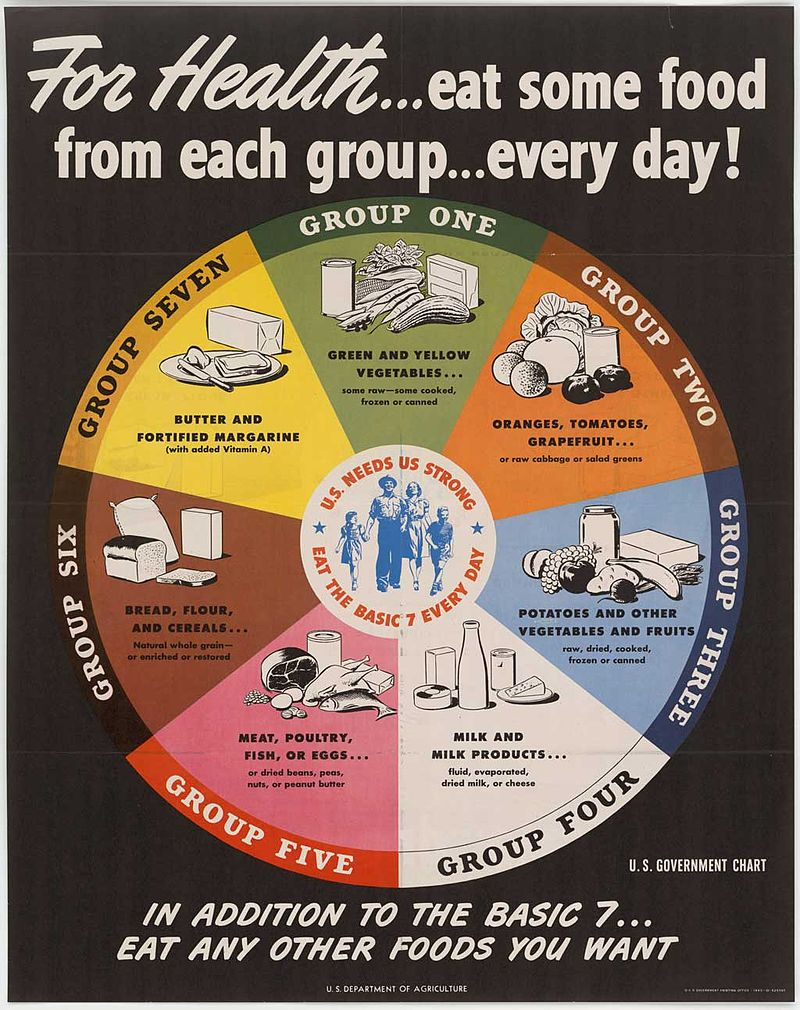 For Health...eat some food
from each group...every day!
GROUP ONE
GREEN AND YELLOW
VEGETABLES...
some raw—some cooked,
frozen or canned
GROUP TWO
ORANGES, TOMATOES,
GRAPEFRUIT...
or raw cabbage or salad greens
GROUP THREE
POTATOES AND OTHER
VEGETABLES AND FRUITS
raw, dried, cooked,
frozen or canned
GROUP FOUR
MILK AND
MILK PRODUCTS...
fluid, evaporated,
dried milk, or cheese
GROUP FIVE
MEAT, POULTRY,
FISH, OR EGGS...
or dried beans, peas,
nuts, or peanut butter
GROUP SIX
BREAD, FLOUR,
AND CEREALS...
Natural whole grain—
or enriched or restored
GROUP SEVEN
BUTTER AND
FORTIFIED MARGARINE
(with added Vitamin A)
U.S. NEEDS US STRONG
EAT THE BASIC 7 EVERY DAY
U.S. GOVERNMENT CHART
IN ADDITION TO THE BASIC 7...
EAT ANY OTHER FOODS YOU WANT
U.S. DEPARTMENT OF AGRICULTURE